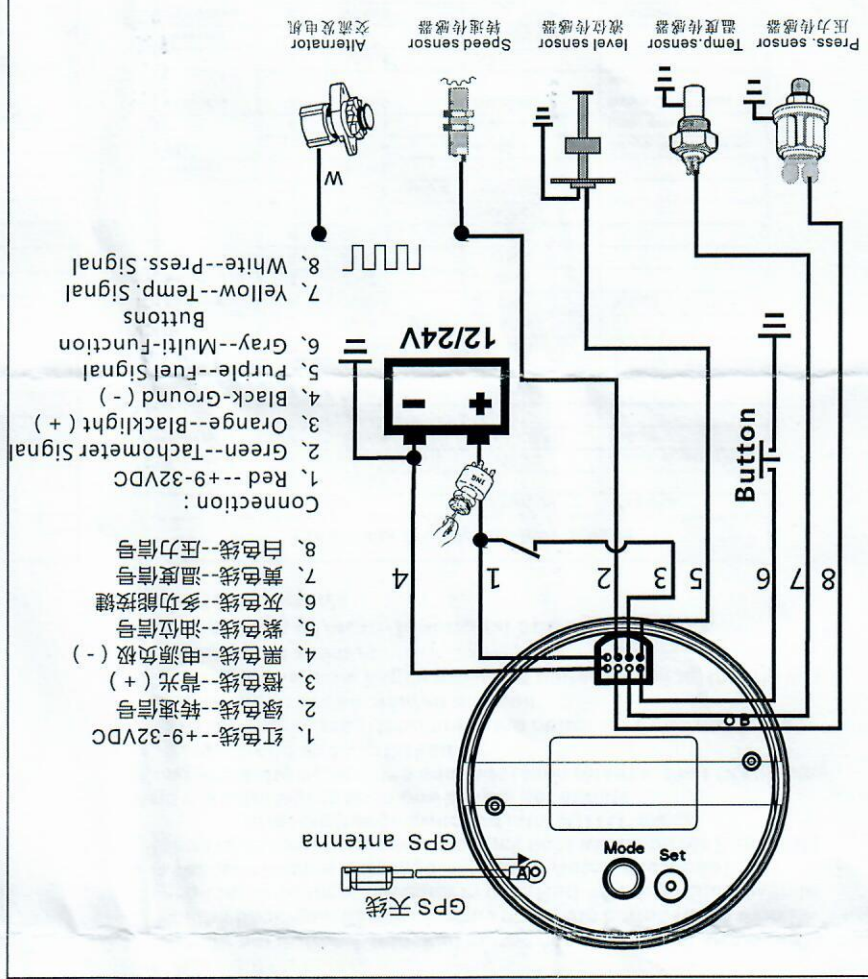 GPS天线
Set
Mode
A
GPS antenna
B
1、红色线--+9-32VDC
2、绿色线--转速信号
3、橙色线--背光（+）
4、黑色线--电源负极（-）
5、紫色线--油位信号
6、灰色线--多功能按键
7、黄色线--温度信号
8、白色线--压力信号
Connection :
1、Red --+9-32VDC
2、Green--Tachometer Signal
3、Orange--Blacklight ( + )
4、Black-Ground ( - )
5、Purple--Fuel Signal
6、Gray--Multi-Function
Buttons
7、Yellow--Temp. Signal
8、White--Press. Signal
8 7 6 5 3 2 1 4
Button
+ -
12/24V
W
Press. sensor
压力传感器
Temp.sensor
温度传感器
level sensor
液位传感器
Speed sensor
转速传感器
Alternator
交流发电机